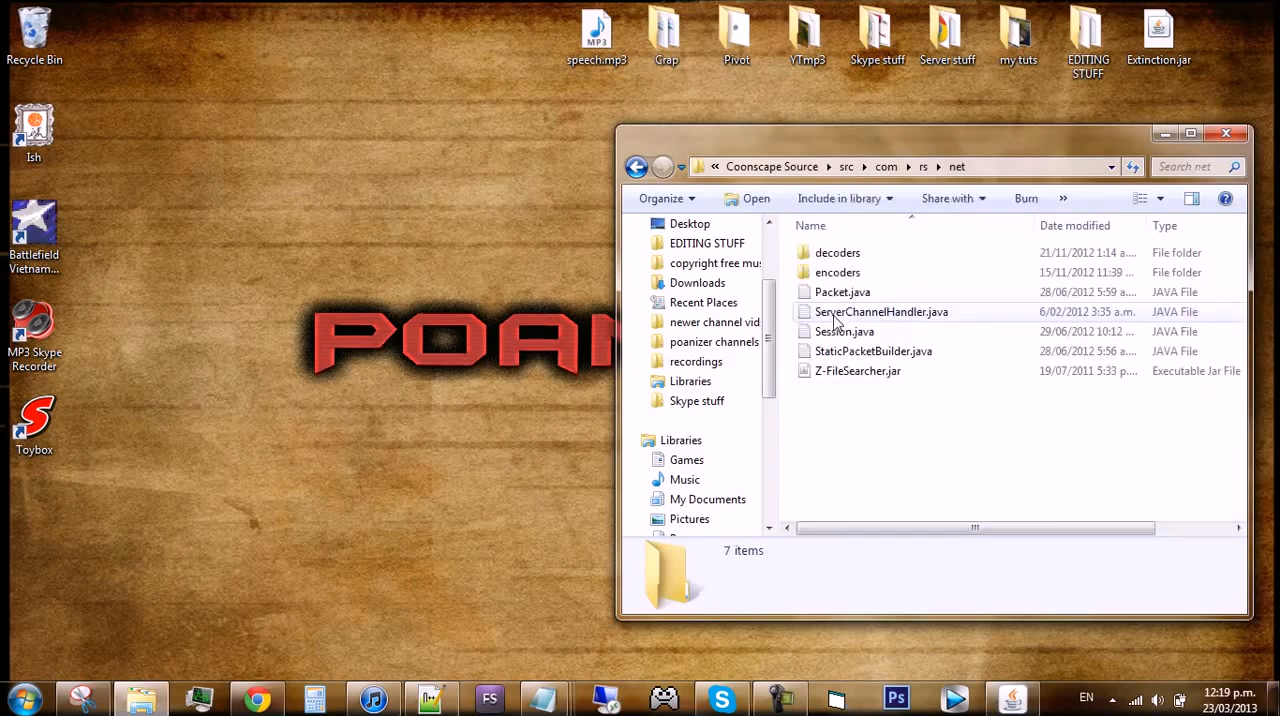 Recycle Bin
Ish
Battlefield
Vietnam...
MP3 Skype
Recorder
Toybox
MP3
speech.mp3
Crap
Pivot
YTmp3
Skype stuff
Server stuff
my tuts
EDITING
STUFF
Extinction.jar
« Coonscape Source ▸ src ▸ com ▸ rs ▸ net
Search net
Organize
Open
Include in library
Share with
Burn
»
Desktop
EDITING STUFF
copyright free mus
Downloads
Recent Places
newer channel vid
poanizer channels
recordings
Libraries
Skype stuff
Libraries
Games
Music
My Documents
Pictures
Name Date modified Type
decoders 21/11/2012 1:14 a.... File folder
encoders 15/11/2012 11:39 ... File folder
Packet.java 28/06/2012 5:59 a.... JAVA File
ServerChannelHandler.java 6/02/2012 3:35 a.m. JAVA File
Session.java 29/06/2012 10:12 ... JAVA File
StaticPacketBuilder.java 28/06/2012 5:56 a.... JAVA File
Z-FileSearcher.jar 19/07/2011 5:33 p.... Executable Jar File
7 items
POAN
FS
Ps
EN
12:19 p.m.
23/03/2013